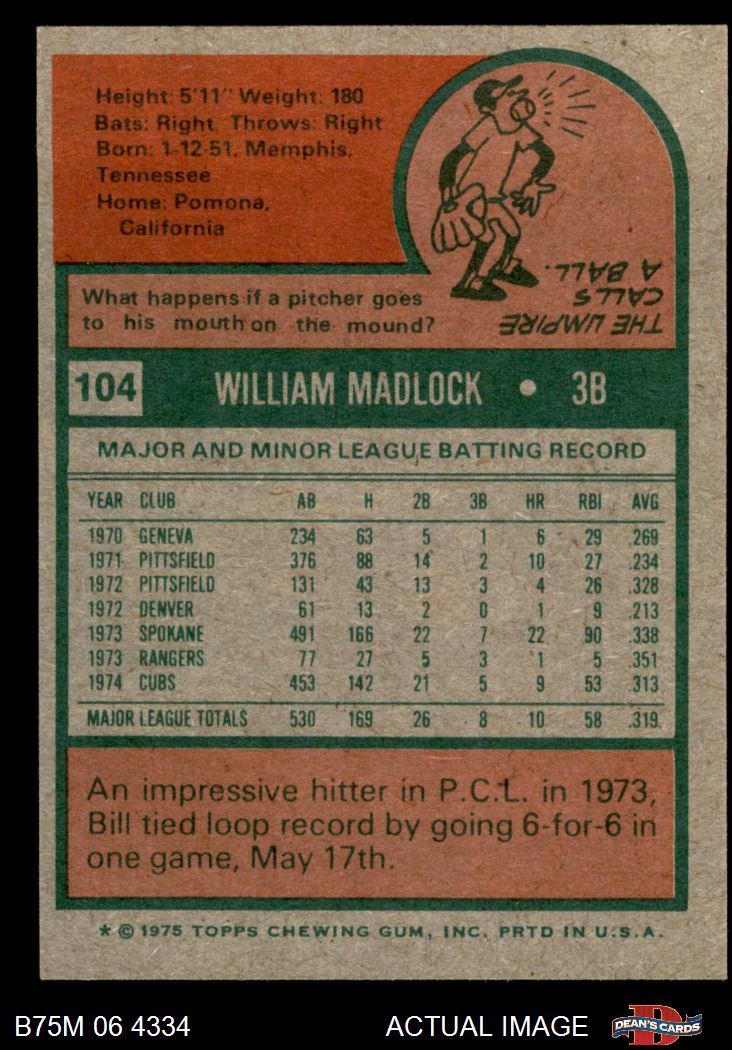 Height: 5'11" Weight: 180
Bats: Right Throws: Right
Born: 1-12-51, Memphis,
Tennessee
Home: Pomona,
California
What happens if a pitcher goes
to his mouth on the mound?
THE UMPIRE
CALLS
A BALL.
104 WILLIAM MADLOCK • 3B
MAJOR AND MINOR LEAGUE BATTING RECORD
YEAR CLUB AB H 2B 3B HR RBI AVG
1970 GENEVA 234 63 5 1 6 29 .269
1971 PITTSFIELD 376 88 14 2 10 27 .234
1972 PITTSFIELD 131 43 13 3 4 26 .328
1972 DENVER 61 13 2 0 1 9 .213
1973 SPOKANE 491 166 22 7 22 90 .338
1973 RANGERS 77 27 5 3 1 5 .351
1974 CUBS 453 142 21 5 9 53 .313
MAJOR LEAGUE TOTALS 530 169 26 8 10 58 .319
An impressive hitter in P.C.L. in 1973,
Bill tied loop record by going 6-for-6 in
one game, May 17th.
* © 1975 TOPPS CHEWING GUM, INC. PRTD IN U.S.A.
B75M 06 4334 ACTUAL IMAGE D DEAN'S CARDS